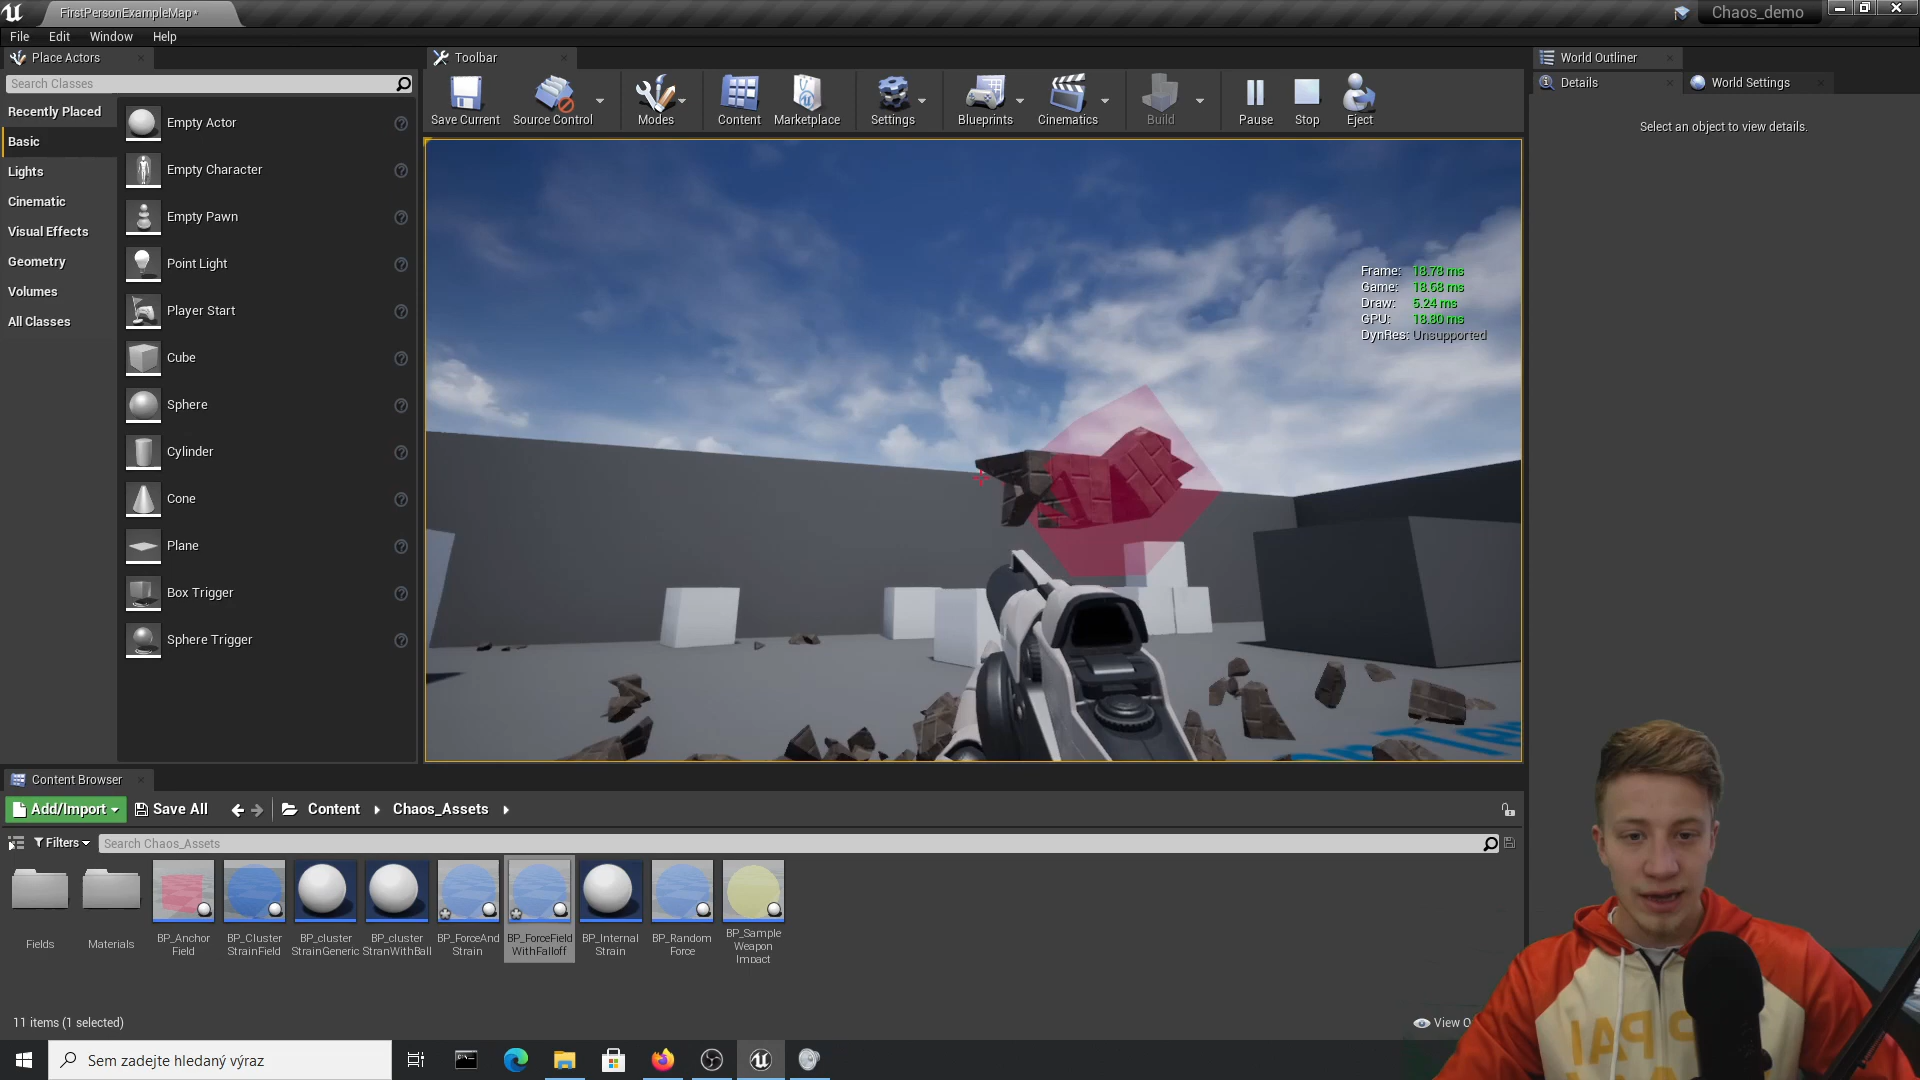 FirstPersonExampleMap*
Chaos_demo
File Edit Window Help
Place Actors
Search Classes
Recently Placed
Basic
Lights
Cinematic
Visual Effects
Geometry
Volumes
All Classes
Empty Actor
Empty Character
Empty Pawn
Point Light
Player Start
Cube
Sphere
Cylinder
Cone
Plane
Box Trigger
Sphere Trigger
Toolbar
Save Current Source Control Modes Content Marketplace Settings Blueprints Cinematics Build Pause Stop Eject
Frame: 18.78 ms
Game: 18.68 ms
Draw: 5.24 ms
GPU: 18.80 ms
DynRes: Unsupported
World Outliner
Details
World Settings
Select an object to view details.
Content Browser
Add/Import Save All Content Chaos_Assets
Filters Search Chaos_Assets
Fields
Materials
BP_Anchor
Field
BP_Cluster
StrainField
BP_cluster
StrainGeneric
BP_cluster
StranWithBall
BP_ForceAnd
Strain
BP_ForceField
WithFalloff
BP_Internal
Strain
BP_Random
Force
BP_Sample
Weapon
Impact
11 items (1 selected)
View O
Sem zadejte hledaný výraz